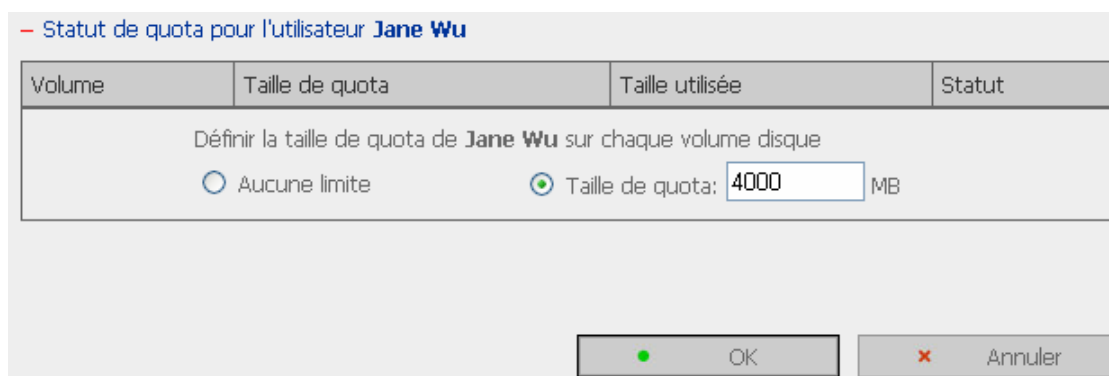 – Statut de quota pour l'utilisateur Jane Wu
Volume Taille de quota Taille utilisée Statut
Définir la taille de quota de Jane Wu sur chaque volume disque
Aucune limite Taille de quota: 4000 MB
OK Annuler